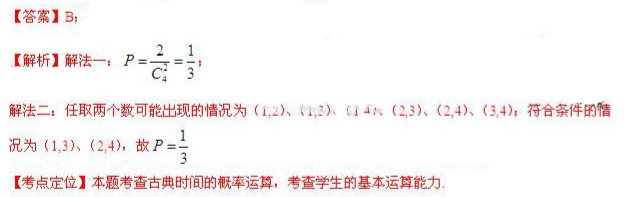 【答案】B;
【解析】解法一: P = 2/C₄² = 1/3;
解法二: 任取两个数可能出现的情况为 (1,2)、(1,3)、(1 4)、(2,3)、(2,4)、(3,4); 符合条件的情
况为 (1,3)、(2,4), 故 P = 1/3
【考点定位】本题考查古典时间的概率运算, 考查学生的基本运算能力.